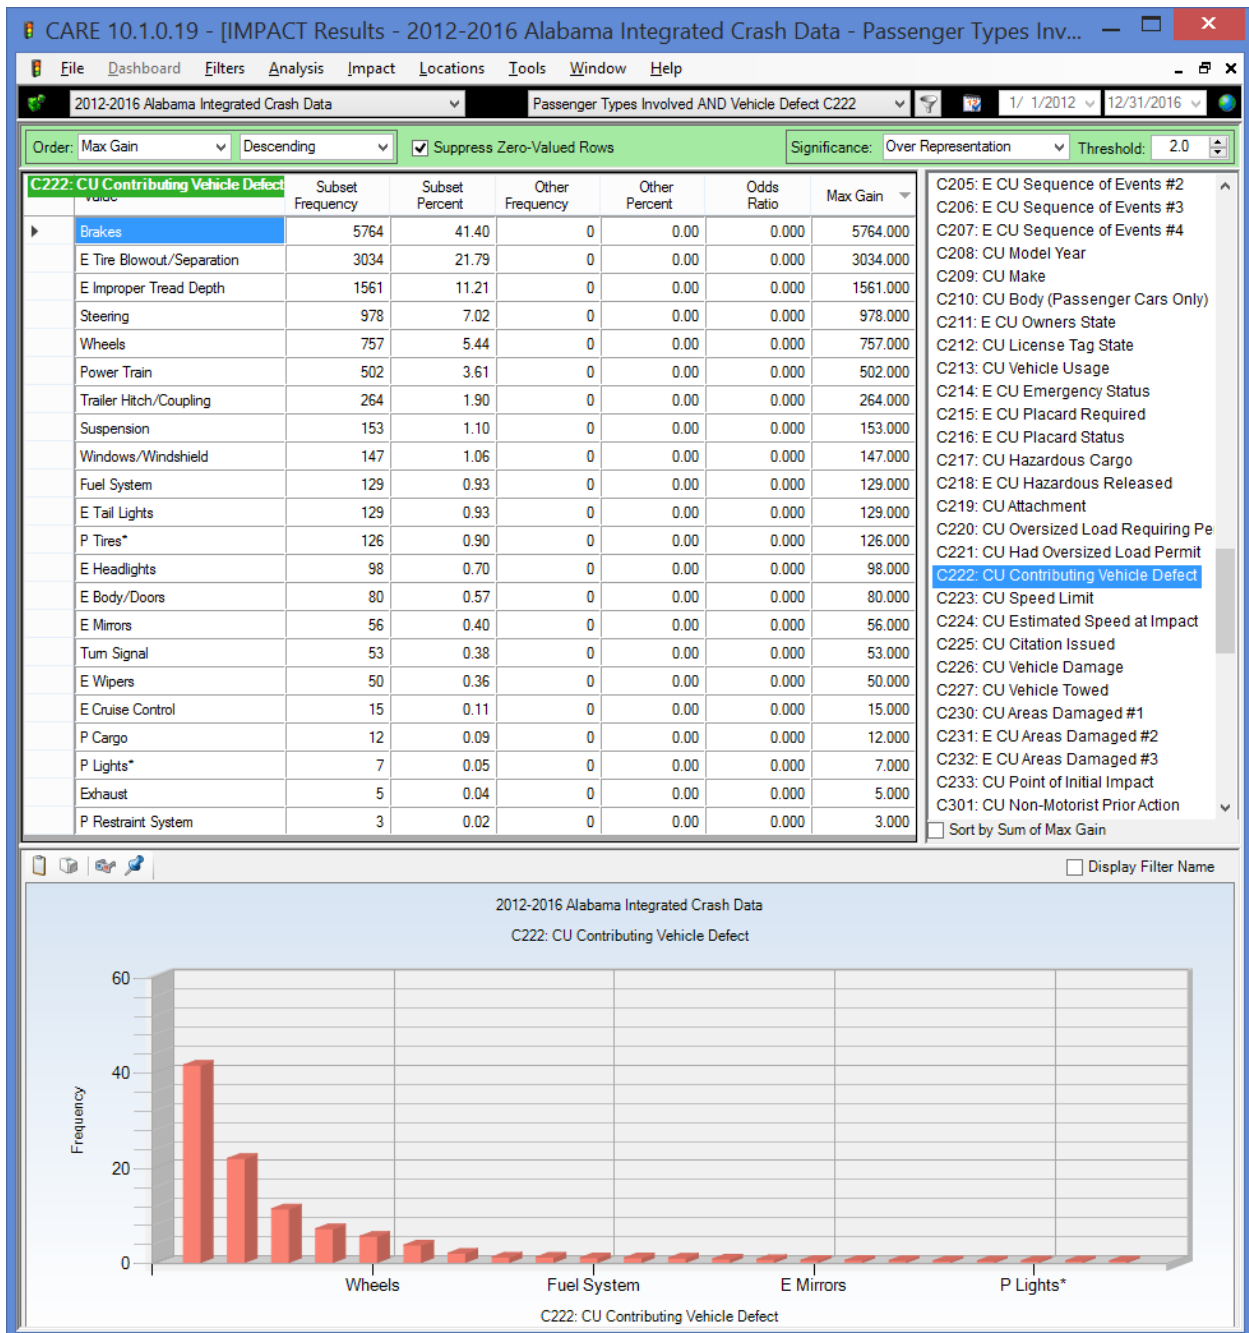 CARE 10.1.0.19 - [IMPACT Results - 2012-2016 Alabama Integrated Crash Data - Passenger Types Inv...
File Dashboard Filters Analysis Impact Locations Tools Window Help
2012-2016 Alabama Integrated Crash Data Passenger Types Involved AND Vehicle Defect C222 1/ 1/2012 12/31/2016
Order: Max Gain Descending Suppress Zero-Valued Rows Significance: Over Representation Threshold: 2.0
C222: CU Contributing Vehicle Defect Subset Frequency Subset Percent Other Frequency Other Percent Odds Ratio Max Gain
Brakes 5764 41.40 0 0.00 0.000 5764.000
E Tire Blowout/Separation 3034 21.79 0 0.00 0.000 3034.000
E Improper Tread Depth 1561 11.21 0 0.00 0.000 1561.000
Steering 978 7.02 0 0.00 0.000 978.000
Wheels 757 5.44 0 0.00 0.000 757.000
Power Train 502 3.61 0 0.00 0.000 502.000
Trailer Hitch/Coupling 264 1.90 0 0.00 0.000 264.000
Suspension 153 1.10 0 0.00 0.000 153.000
Windows/Windshield 147 1.06 0 0.00 0.000 147.000
Fuel System 129 0.93 0 0.00 0.000 129.000
E Tail Lights 129 0.93 0 0.00 0.000 129.000
P Tires* 126 0.90 0 0.00 0.000 126.000
E Headlights 98 0.70 0 0.00 0.000 98.000
E Body/Doors 80 0.57 0 0.00 0.000 80.000
E Mirrors 56 0.40 0 0.00 0.000 56.000
Turn Signal 53 0.38 0 0.00 0.000 53.000
E Wipers 50 0.36 0 0.00 0.000 50.000
E Cruise Control 15 0.11 0 0.00 0.000 15.000
P Cargo 12 0.09 0 0.00 0.000 12.000
P Lights* 7 0.05 0 0.00 0.000 7.000
Exhaust 5 0.04 0 0.00 0.000 5.000
P Restraint System 3 0.02 0 0.00 0.000 3.000
C205: E CU Sequence of Events #2
C206: E CU Sequence of Events #3
C207: E CU Sequence of Events #4
C208: CU Model Year
C209: CU Make
C210: CU Body (Passenger Cars Only)
C211: E CU Owners State
C212: CU License Tag State
C213: CU Vehicle Usage
C214: E CU Emergency Status
C215: E CU Placard Required
C216: E CU Placard Status
C217: CU Hazardous Cargo
C218: E CU Hazardous Released
C219: CU Attachment
C220: CU Oversized Load Requiring Pe
C221: CU Had Oversized Load Permit
C222: CU Contributing Vehicle Defect
C223: CU Speed Limit
C224: CU Estimated Speed at Impact
C225: CU Citation Issued
C226: CU Vehicle Damage
C227: CU Vehicle Towed
C230: CU Areas Damaged #1
C231: E CU Areas Damaged #2
C232: E CU Areas Damaged #3
C233: CU Point of Initial Impact
C301: CU Non-Motorist Prior Action
Sort by Sum of Max Gain
Display Filter Name
2012-2016 Alabama Integrated Crash Data
C222: CU Contributing Vehicle Defect
60
40
20
0
Frequency
Wheels Fuel System E Mirrors P Lights*
C222: CU Contributing Vehicle Defect